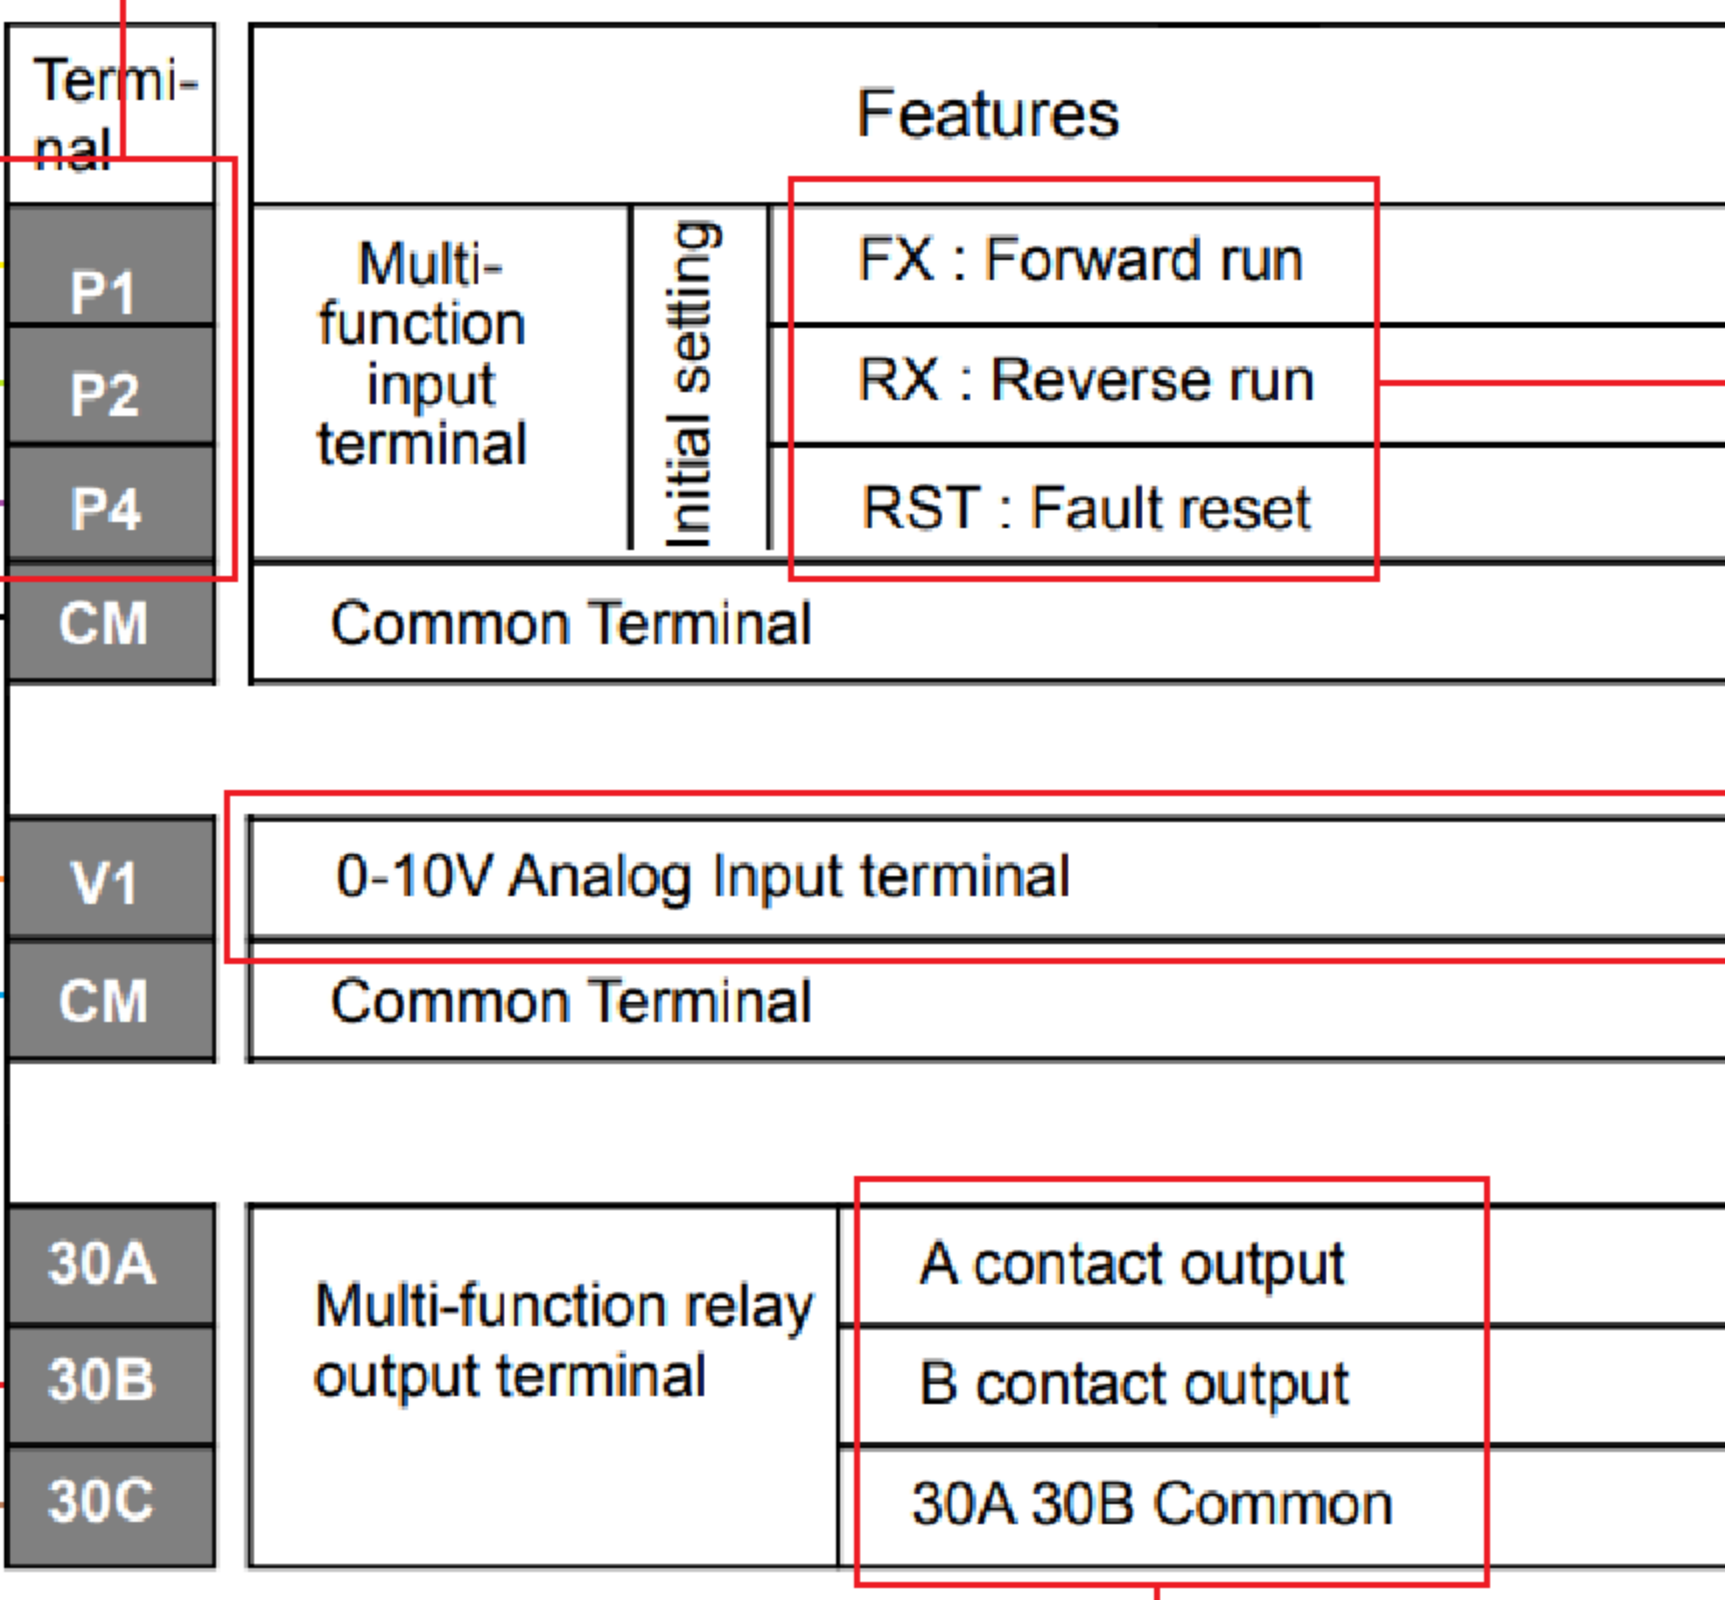 Termi-
nal
Features
P1
P2
P4
CM
Multi-
function
input
terminal
Initial setting
FX : Forward run
RX : Reverse run
RST : Fault reset
Common Terminal
V1
0-10V Analog Input terminal
CM
Common Terminal
30A
30B
30C
Multi-function relay
output terminal
A contact output
B contact output
30A 30B Common